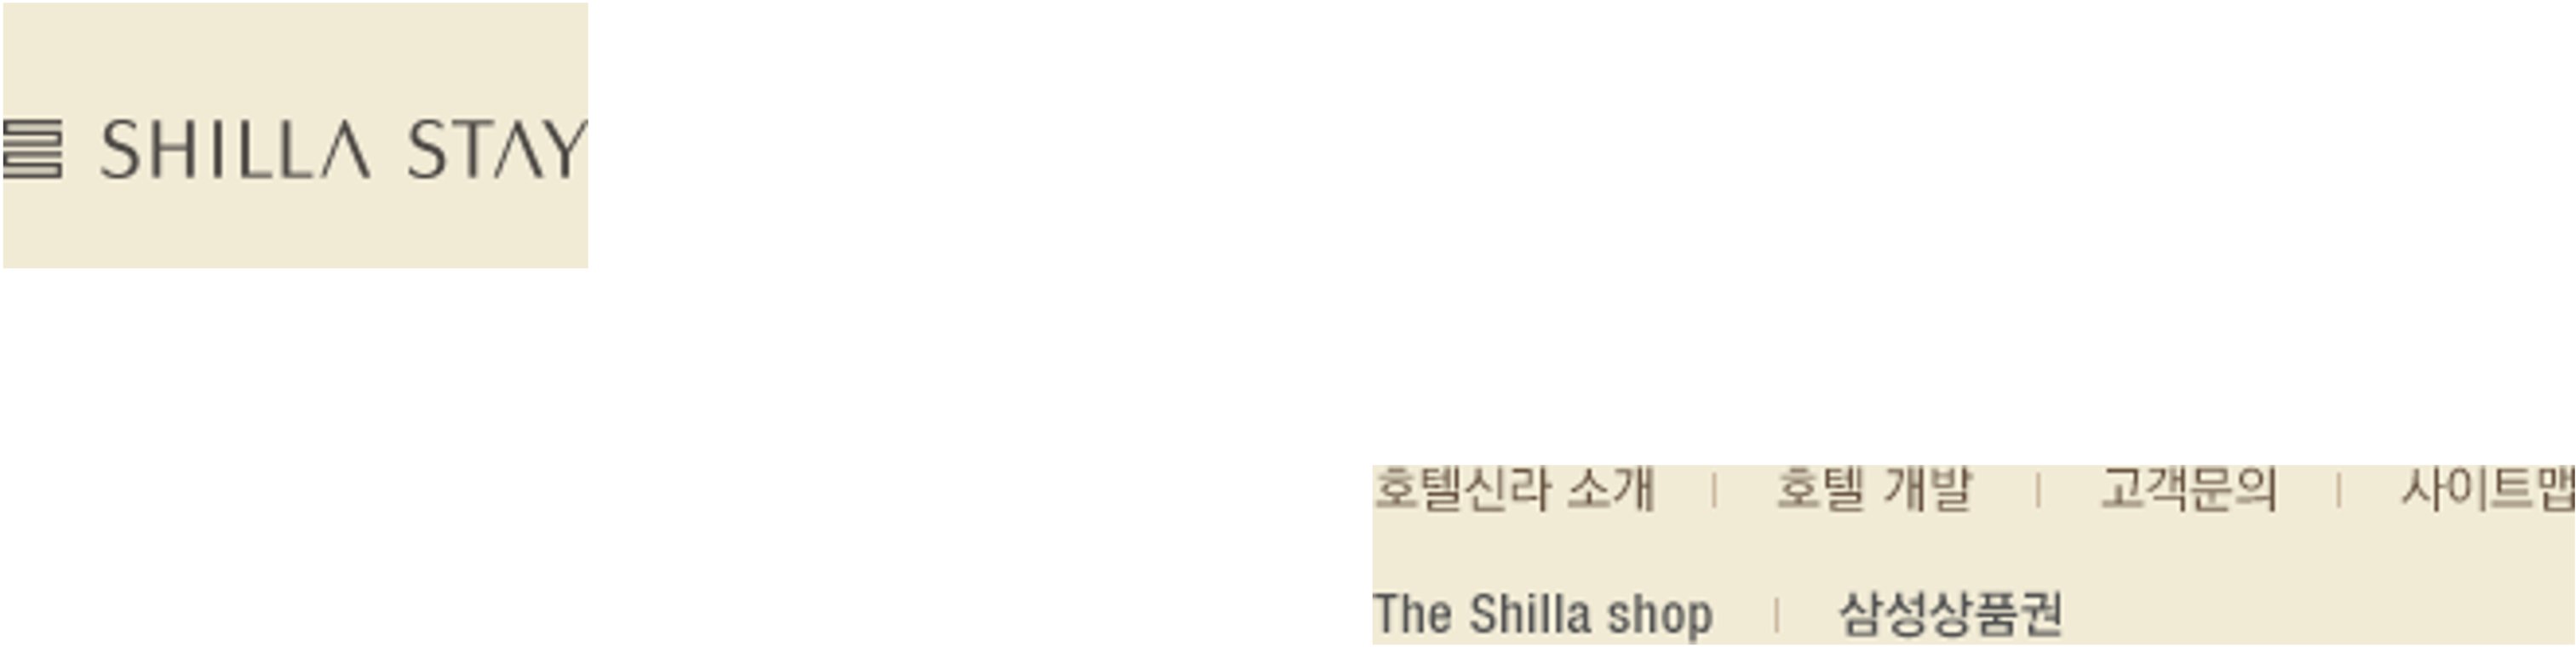 SHILLA STAY
호텔신라 소개 | 호텔 개발 | 고객문의 | 사이트맵
The Shilla shop | 삼성상품권